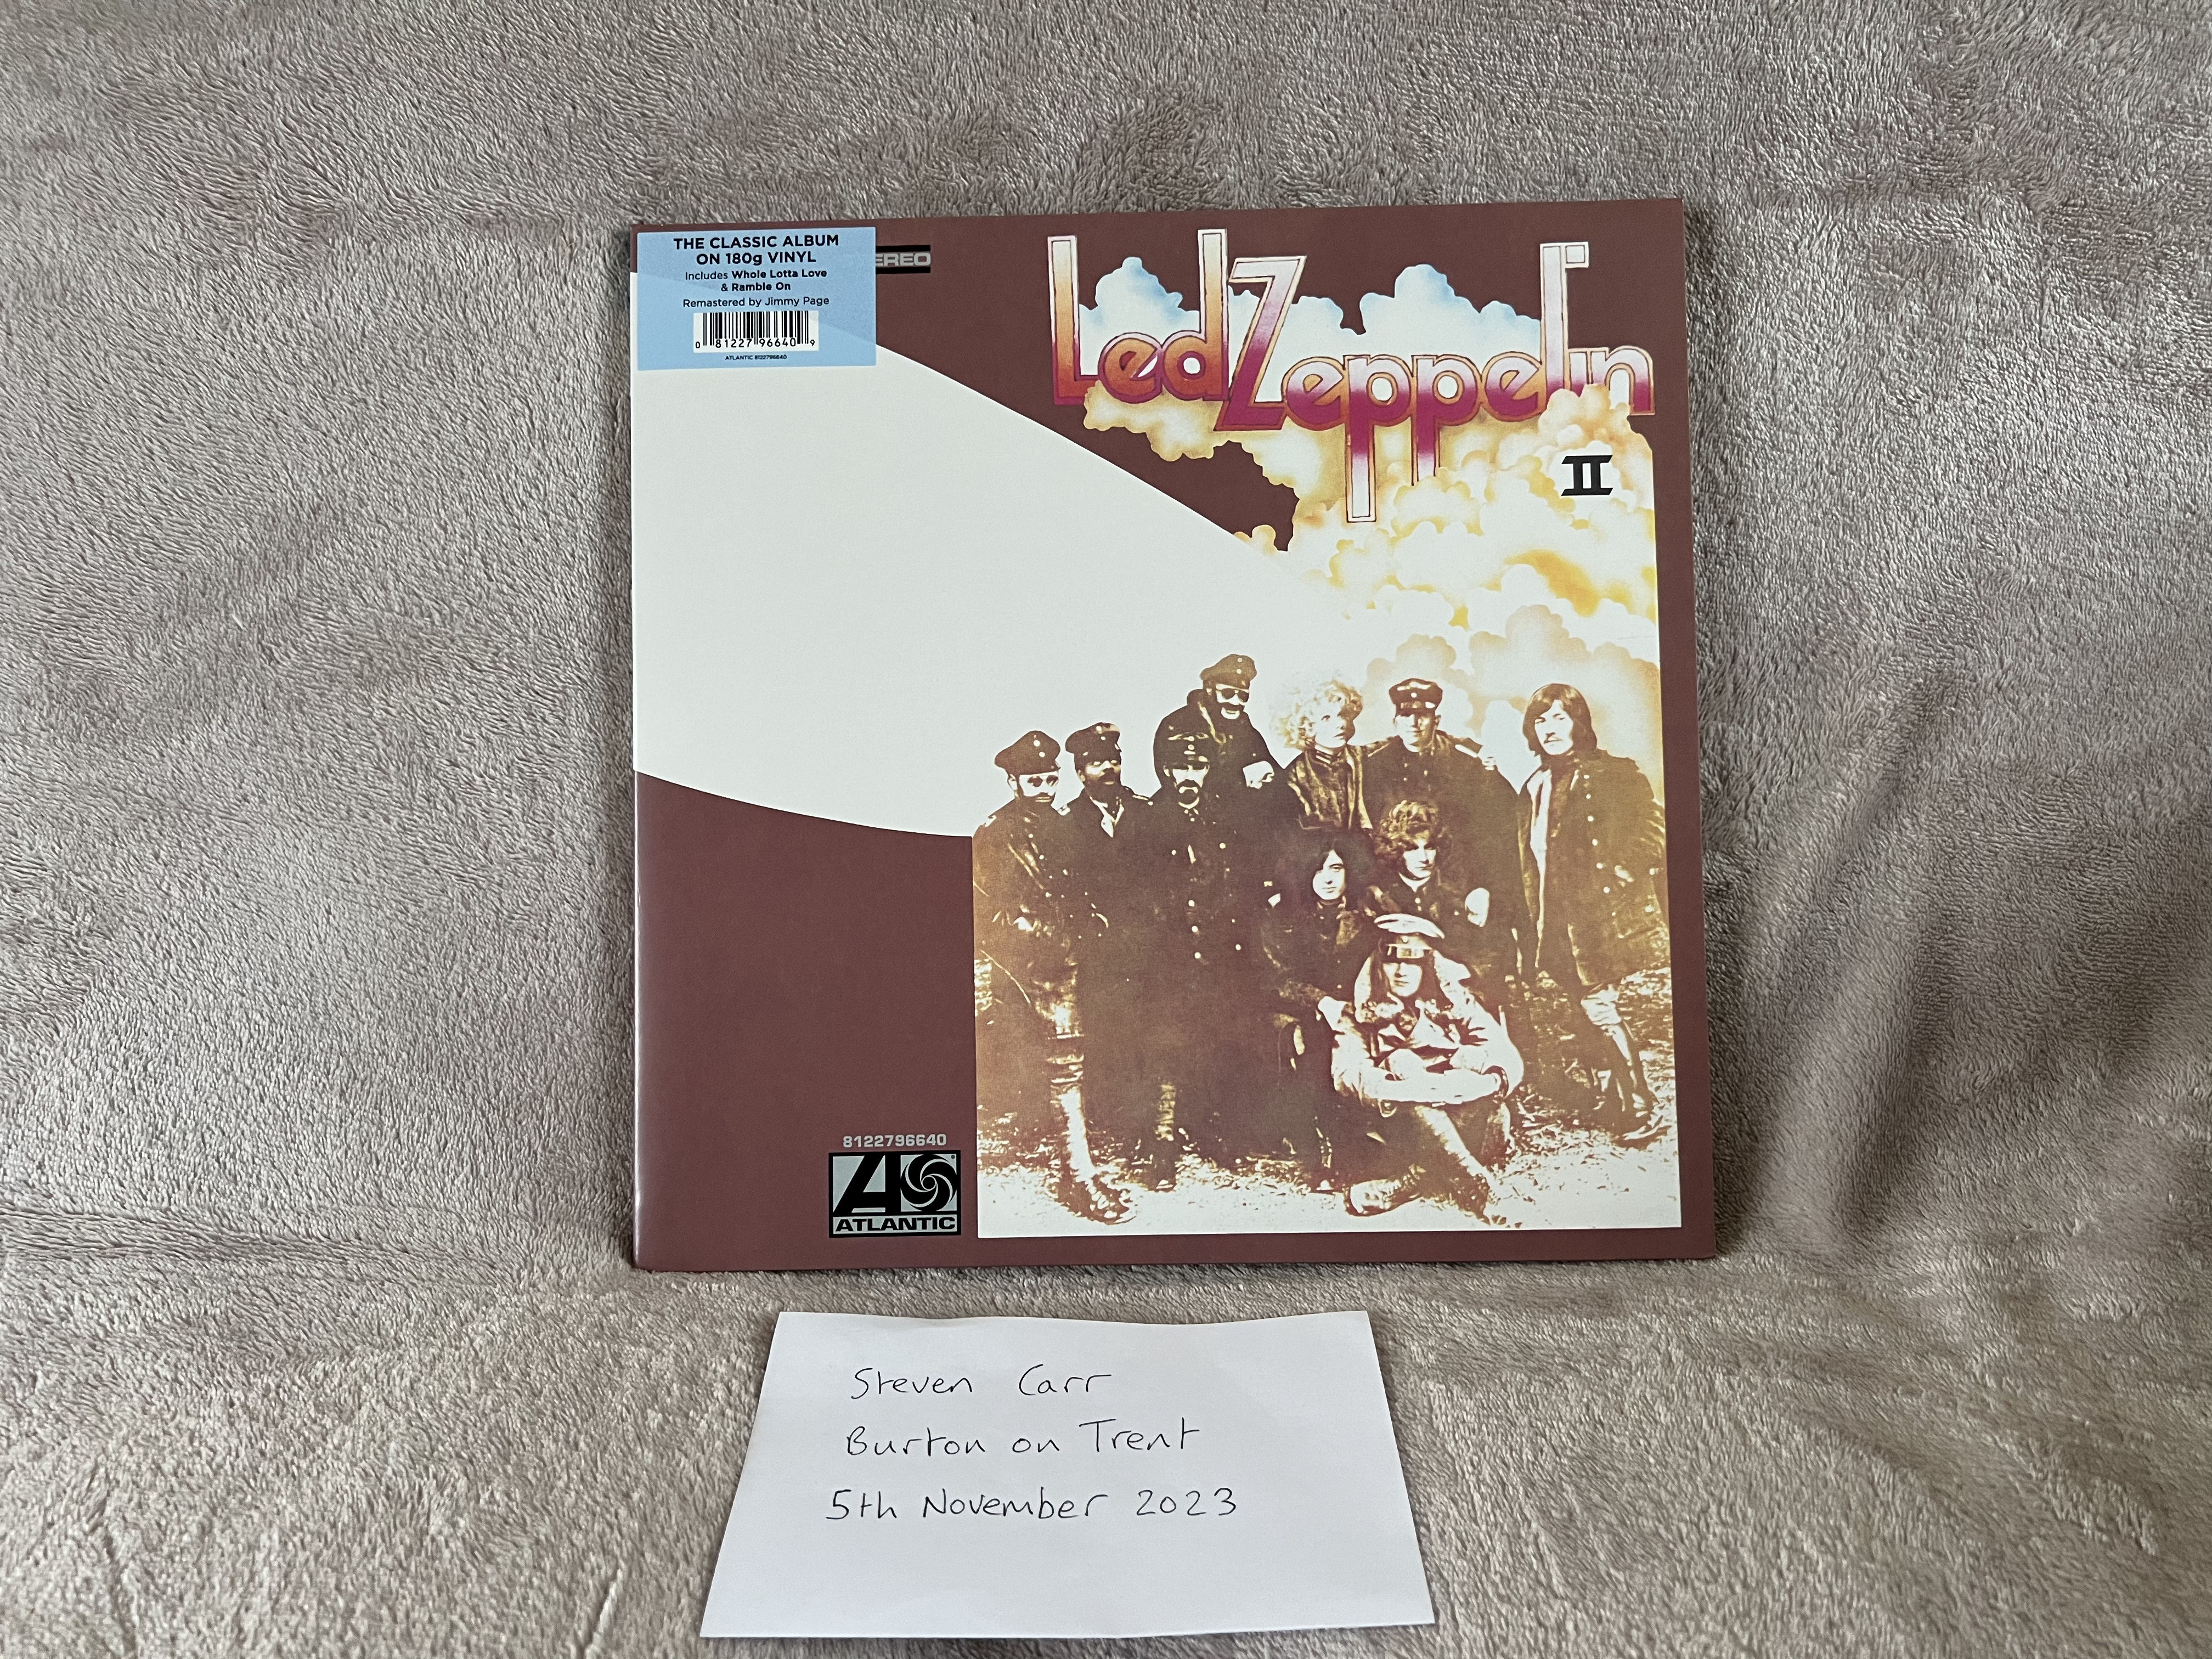 THE CLASSIC ALBUM
ON 180g VINYL
Includes Whole Lotta Love
& Ramble On
Remastered by Jimmy Page
0 81227 96640 9
ATLANTIC 8122796640
EREO
Led Zeppelin
II
8122796640
ATLANTIC
Steven Carr
Burton on Trent
5th November 2023